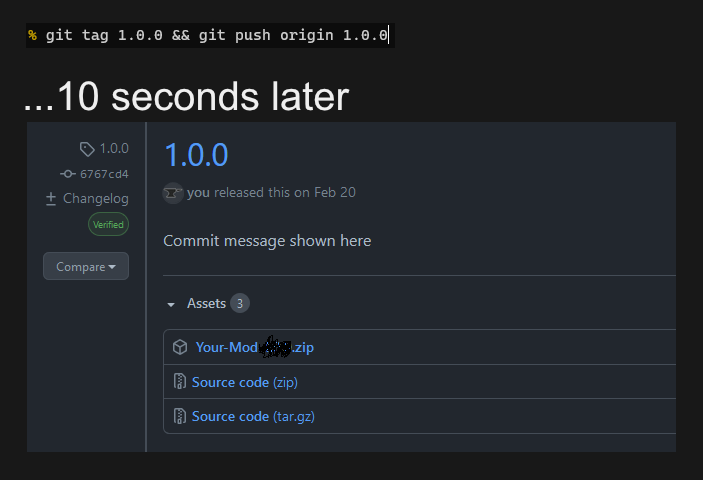 % git tag 1.0.0 && git push origin 1.0.0
...10 seconds later
1.0.0
6767cd4
Changelog
Verified
Compare
1.0.0
you released this on Feb 20
Commit message shown here
Assets 3
Your-Mod .zip
Source code (zip)
Source code (tar.gz)